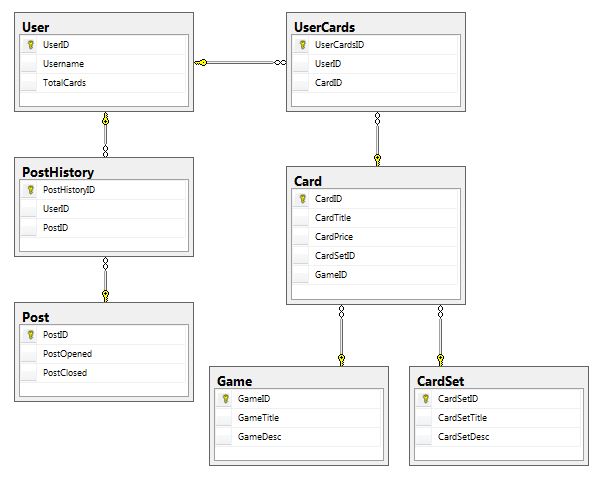 User
UserID
Username
TotalCards
UserCards
UserCardsID
UserID
CardID
PostHistory
PostHistoryID
UserID
PostID
Card
CardID
CardTitle
CardPrice
CardSetID
GameID
Post
PostID
PostOpened
PostClosed
Game
GameID
GameTitle
GameDesc
CardSet
CardSetID
CardSetTitle
CardSetDesc